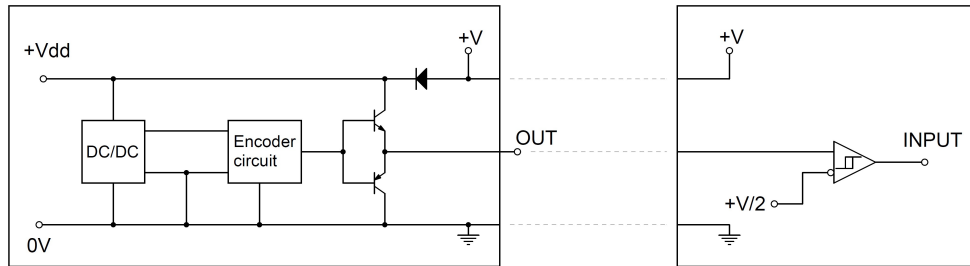 +Vdd
+V
+V
DC/DC
Encoder
circuit
OUT
INPUT
+V/2
0V